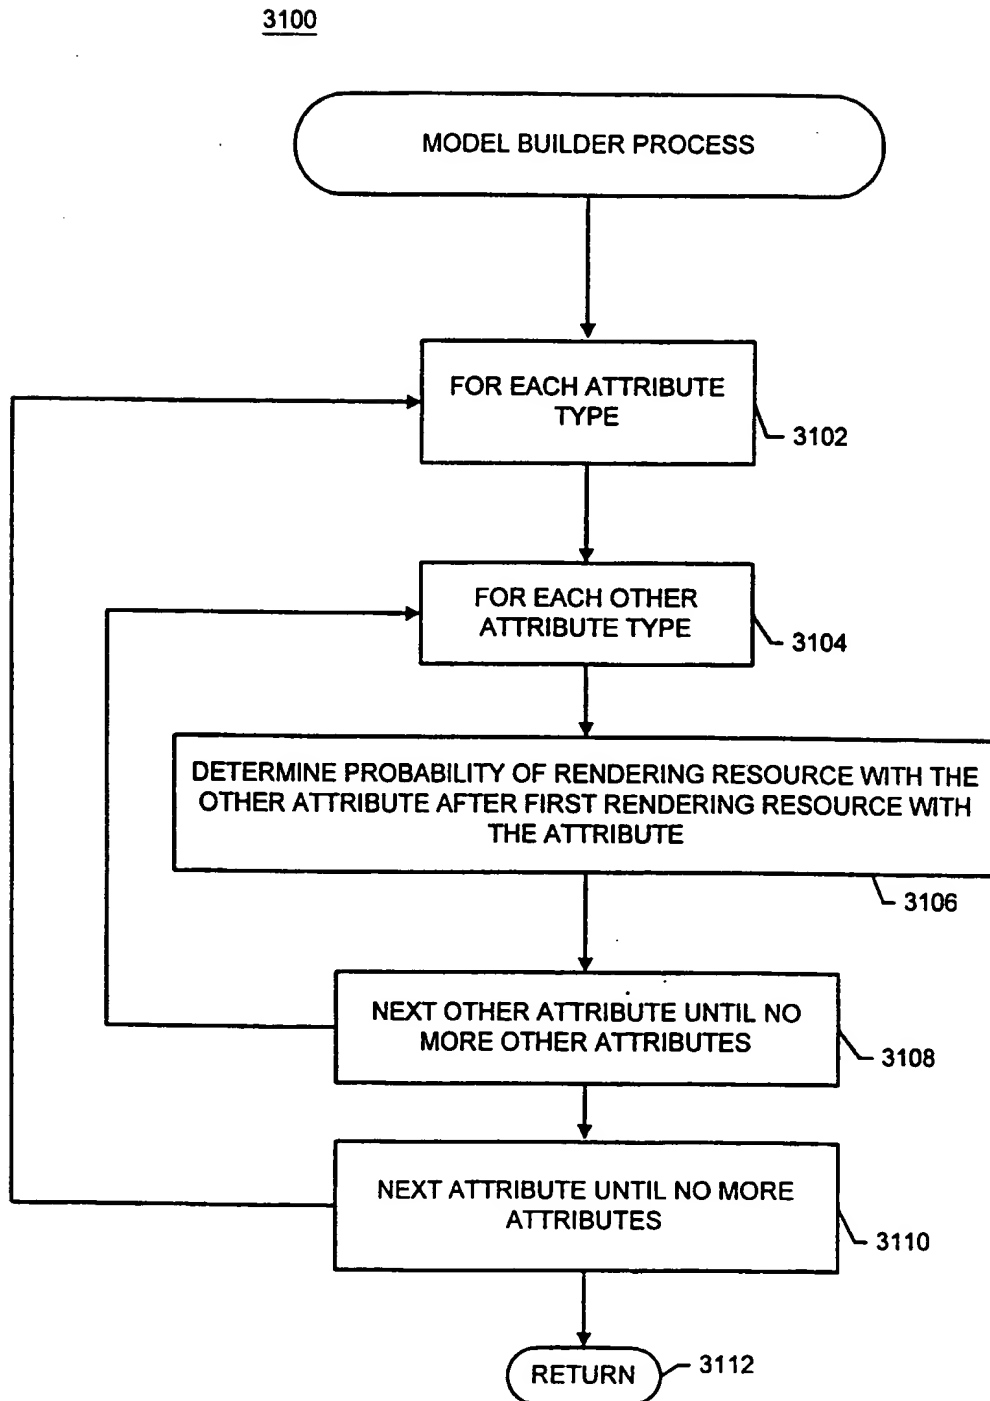 3100
MODEL BUILDER PROCESS
FOR EACH ATTRIBUTE
TYPE
3102
FOR EACH OTHER
ATTRIBUTE TYPE
3104
DETERMINE PROBABILITY OF RENDERING RESOURCE WITH THE
OTHER ATTRIBUTE AFTER FIRST RENDERING RESOURCE WITH
THE ATTRIBUTE
3106
NEXT OTHER ATTRIBUTE UNTIL NO
MORE OTHER ATTRIBUTES
3108
NEXT ATTRIBUTE UNTIL NO MORE
ATTRIBUTES
3110
RETURN
3112